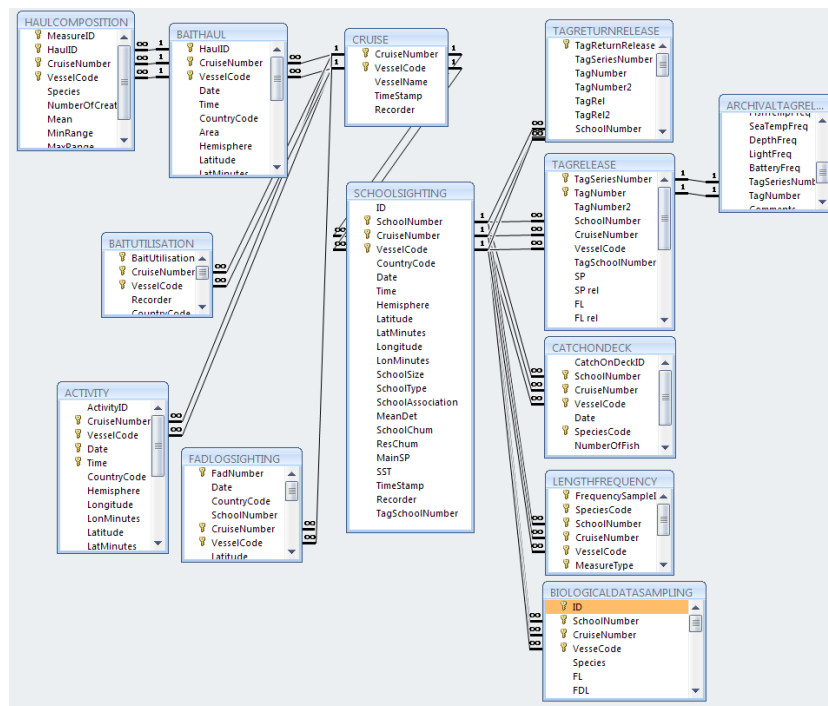 HAULCOMPOSITION
MeasureID
HaulID
CruiseNumber
VesselCode
Species
NumberOfCreat
Mean
MinRange
MaxRange
BAITHAUL
HaulID
CruiseNumber
VesselCode
Date
Time
CountryCode
Area
Hemisphere
Latitude
LatMinutes
CRUISE
CruiseNumber
VesselCode
VesselName
TimeStamp
Recorder
TAGRETURNRELEASE
TagReturnRelease
TagSeriesNumber
TagNumber
TagNumber2
TagRel
TagRel2
SchoolNumber
ARCHIVALTAGREL...
FishTempFreq
SeaTempFreq
DepthFreq
LightFreq
BatteryFreq
TagSeriesNumb
TagNumber
Comments
TAGRELEASE
TagSeriesNumber
TagNumber
TagNumber2
SchoolNumber
CruiseNumber
VesselCode
TagSchoolNumber
SP
SP rel
FL
FL rel
SCHOOLSIGHTING
ID
SchoolNumber
CruiseNumber
VesselCode
CountryCode
Date
Time
Hemisphere
Latitude
LatMinutes
Longitude
LonMinutes
SchoolSize
SchoolType
SchoolAssociation
MeanDet
SchoolChum
ResChum
MainSP
SST
TimeStamp
Recorder
TagSchoolNumber
BAITUTILISATION
BaitUtilisation
CruiseNumber
VesselCode
Recorder
CountryCode
ACTIVITY
ActivityID
CruiseNumber
VesselCode
Date
Time
CountryCode
Hemisphere
Longitude
LonMinutes
Latitude
LatMinutes
FADLOGSIGHTING
FadNumber
Date
CountryCode
SchoolNumber
CruiseNumber
VesselCode
Latitude
CATCHONDECK
CatchOnDeckID
SchoolNumber
CruiseNumber
VesselCode
Date
SpeciesCode
NumberOfFish
LENGTHFREQUENCY
FrequencySampleI
SpeciesCode
SchoolNumber
CruiseNumber
VesselCode
MeasureType
BIOLOGICALDATASAMPLING
ID
SchoolNumber
CruiseNumber
VesseCode
Species
FL
FDL